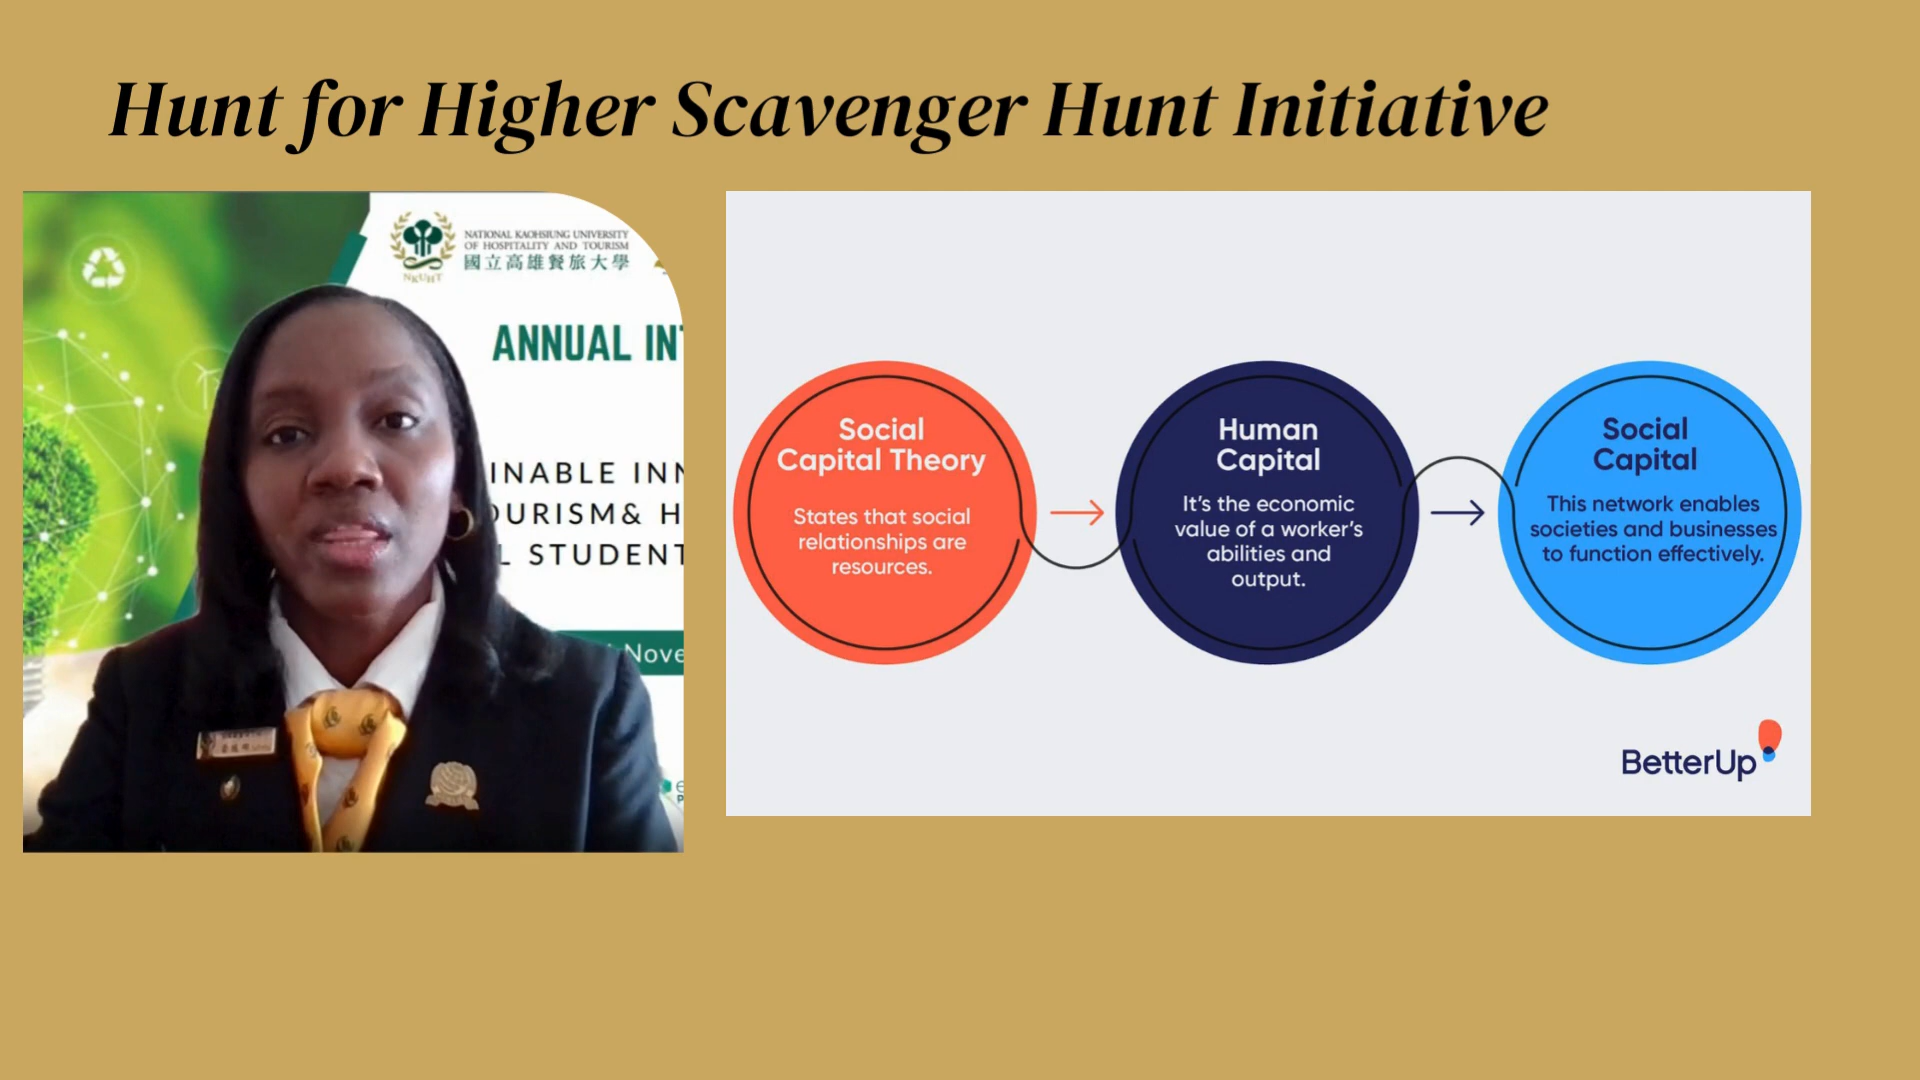 Hunt for Higher Scavenger Hunt Initiative
NATIONAL KAOHSIUNG UNIVERSITY
OF HOSPITALITY AND TOURISM
國立高雄餐旅大學
NKUHT
ANNUAL INT
INABLE INN
OURISM& H
L STUDENT
Nove
Social
Capital Theory
States that social
relationships are
resources.
Human
Capital
It's the economic
value of a worker's
abilities and
output.
Social
Capital
This network enables
societies and businesses
to function effectively.
BetterUp